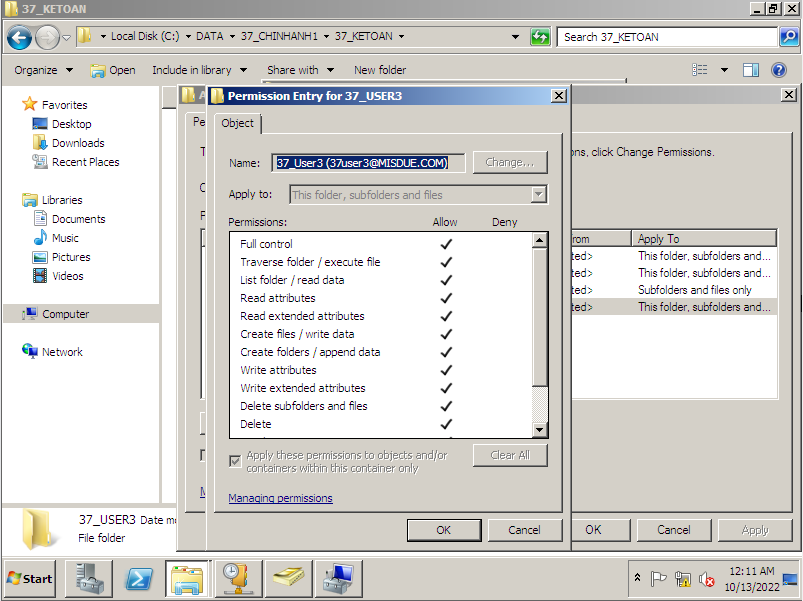 37_KETOAN
Local Disk (C:) DATA 37_CHINHANH1 37_KETOAN
Search 37_KETOAN
Organize Open Include in library Share with New folder
Favorites
Desktop
Downloads
Recent Places
Libraries
Documents
Music
Pictures
Videos
Computer
Network
Permission Entry for 37_USER3
Object
Name: 37_User3 (37user3@MISDUE.COM) Change...
Apply to: This folder, subfolders and files
Permissions: Allow Deny
Full control
Traverse folder / execute file
List folder / read data
Read attributes
Read extended attributes
Create files / write data
Create folders / append data
Write attributes
Write extended attributes
Delete subfolders and files
Delete
Apply these permissions to objects and/or
containers within this container only
Clear All
Managing permissions
OK Cancel
click Change Permissions.
Apply To
This folder, subfolders and...
This folder, subfolders and...
Subfolders and files only
This folder, subfolders and...
OK Cancel Apply
37_USER3 Date
File folder
Start
12:11 AM
10/13/2022